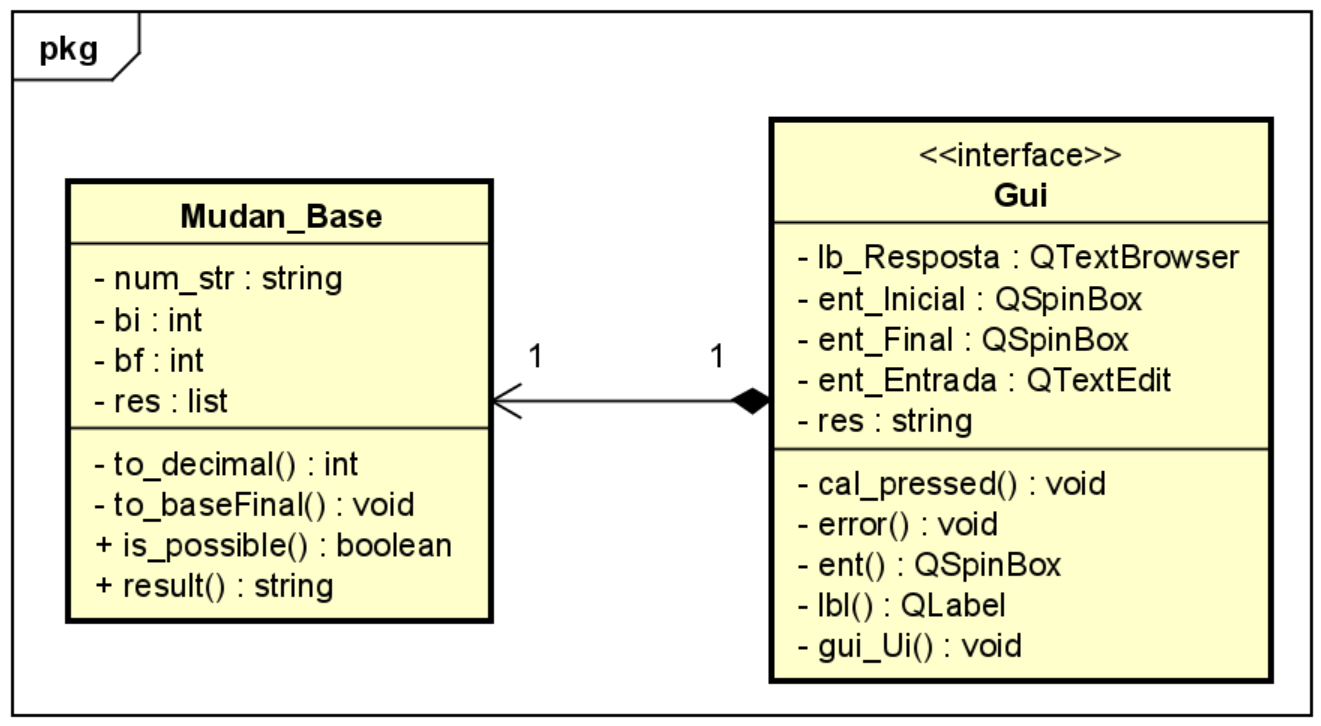 pkg
Mudan_Base
- num_str : string
- bi : int
- bf : int
- res : list
- to_decimal() : int
- to_baseFinal() : void
+ is_possible() : boolean
+ result() : string
1
1
<<interface>>
Gui
- lb_Resposta : QTextBrowser
- ent_Inicial : QSpinBox
- ent_Final : QSpinBox
- ent_Entrada : QTextEdit
- res : string
- cal_pressed() : void
- error() : void
- ent() : QSpinBox
- lbl() : QLabel
- gui_Ui() : void